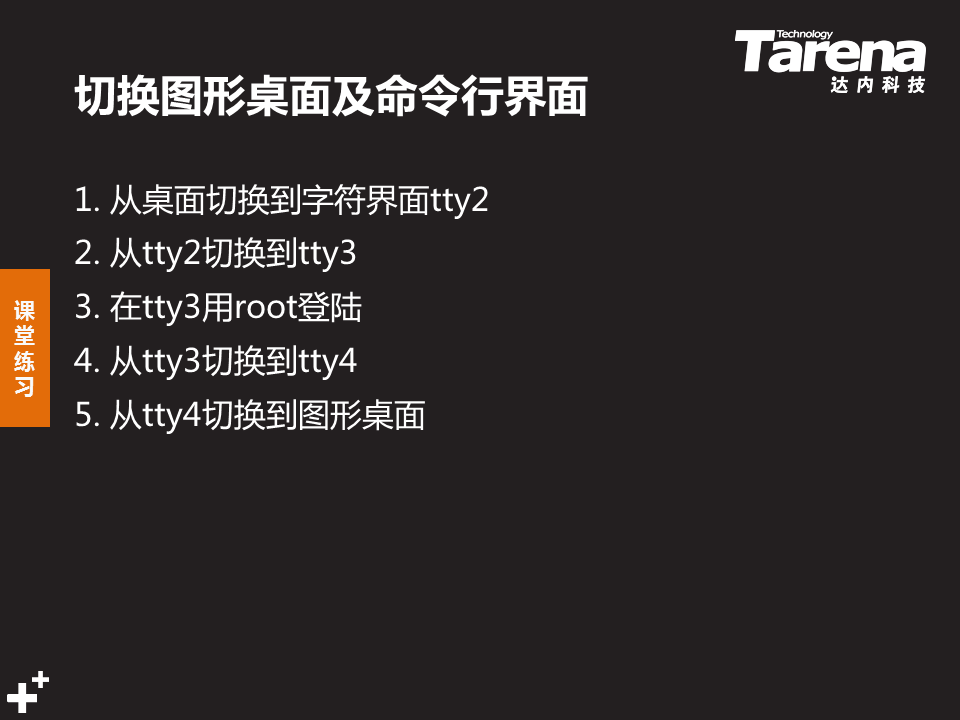 Technology
Tarena
达内科技
切换图形桌面及命令行界面
1. 从桌面切换到字符界面tty2
2. 从tty2切换到tty3
3. 在tty3用root登陆
4. 从tty3切换到tty4
5. 从tty4切换到图形桌面
课
堂
练
习